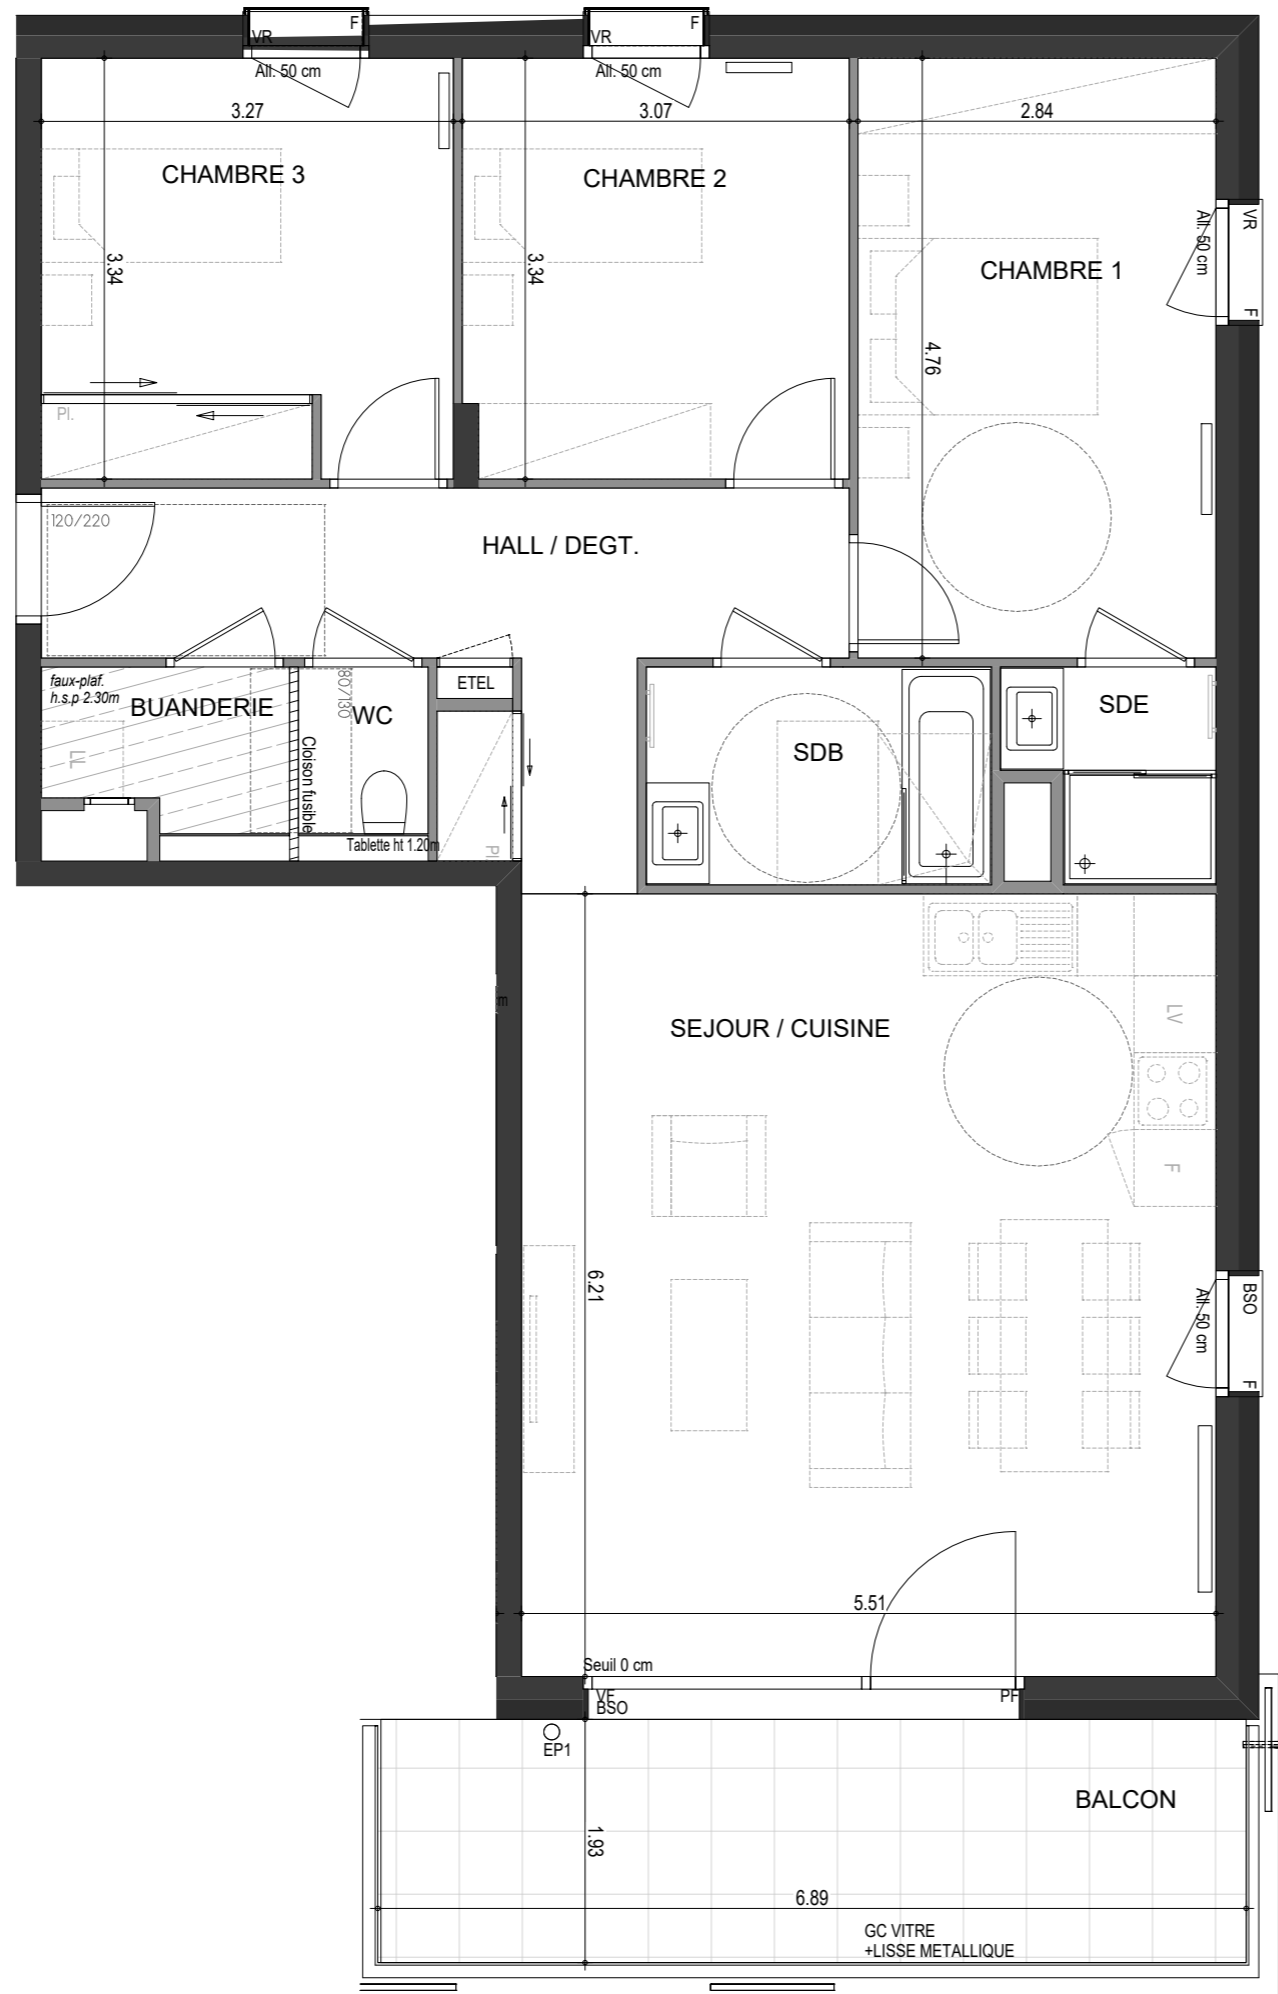 F
VR
All. 50 cm
F
VR
All. 50 cm
3.27
3.07
2.84
CHAMBRE 3
CHAMBRE 2
CHAMBRE 1
VR
All. 50 cm
F
3.34
3.34
4.76
Pl.
120/220
HALL / DEGT.
faux-plaf.
h.s.p 2.30m
BUANDERIE
LL
80/130
WC
Cloison fusible
Tablette ht 1.20m
ETEL
Pl
SDB
SDE
m
SEJOUR / CUISINE
LV
F
6.21
BSO
All. 50 cm
F
5.51
Seuil 0 cm
VF
BSO
PF
EP1
BALCON
1.93
6.89
GC VITRE
+LISSE METALLIQUE